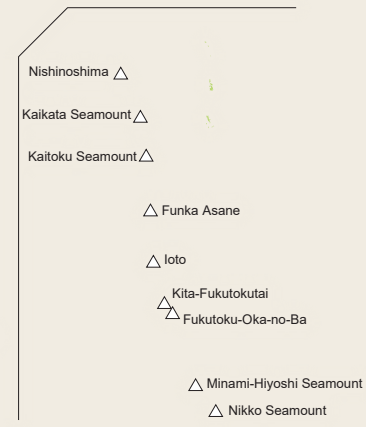 Nishinoshima
Kaikata Seamount
Kaitoku Seamount
Funka Asane
Ioto
Kita-Fukutokutai
Fukutoku-Oka-no-Ba
Minami-Hiyoshi Seamount
Nikko Seamount